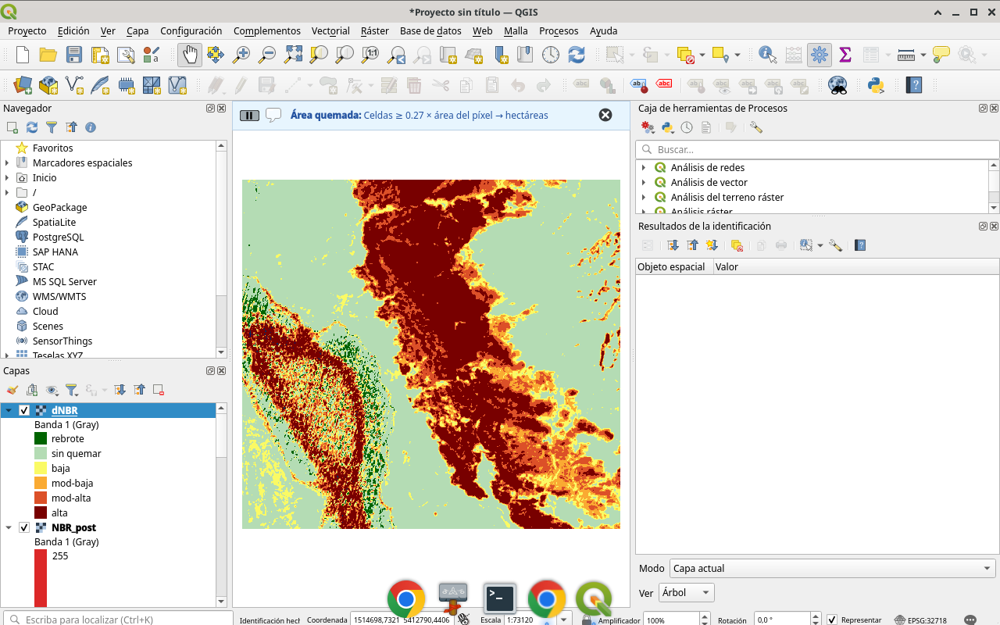 *Proyecto sin título — QGIS
Proyecto Edición Ver Capa Configuración Complementos Vectorial Ráster Base de datos Web Malla Procesos Ayuda
Navegador
Favoritos
Marcadores espaciales
Inicio
/
GeoPackage
SpatiaLite
PostgreSQL
SAP HANA
STAC
MS SQL Server
WMS/WMTS
Cloud
Scenes
SensorThings
Teselas XYZ
Capas
dNBR
Banda 1 (Gray)
rebrote
sin quemar
baja
mod-baja
mod-alta
alta
NBR_post
Banda 1 (Gray)
255
Área quemada: Celdas ≥ 0.27 × área del píxel → hectáreas
Caja de herramientas de Procesos
Buscar...
Análisis de redes
Análisis de vector
Análisis del terreno ráster
Análisis ráster
Resultados de la identificación
Objeto espacial Valor
Modo Capa actual
Ver Árbol
Escriba para localizar (Ctrl+K) Identificación hecl Coordenada 1514698,7321 5412790,4406 Escala 1:73120 Amplificador 100% Rotación 0,0 ° Representar EPSG:32718